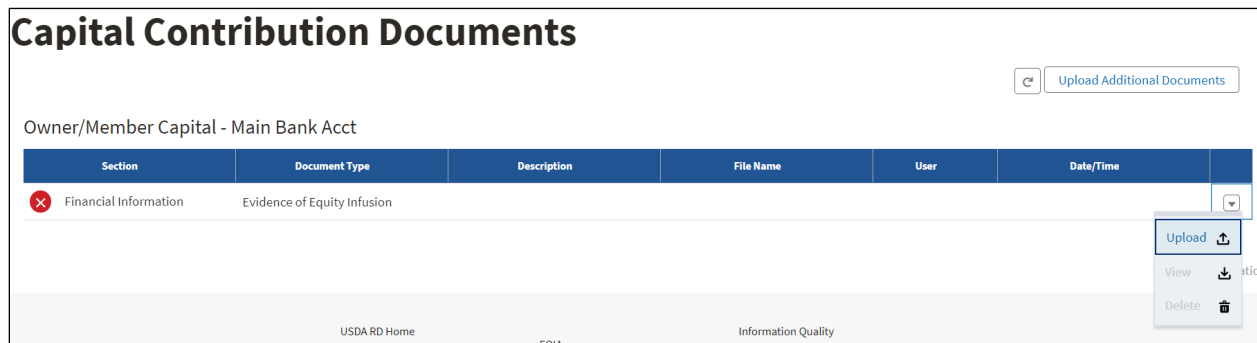 Capital Contribution Documents
Upload Additional Documents
Owner/Member Capital - Main Bank Acct
Section Document Type Description File Name User Date/Time
Financial Information Evidence of Equity Infusion
Upload
View
Delete
USDA RD Home Information Quality